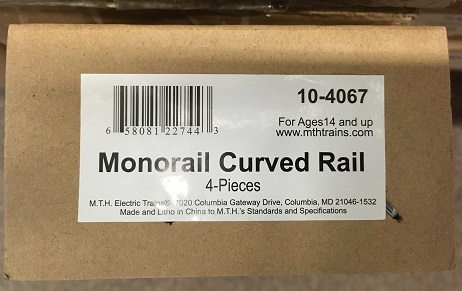 10-4067
6 58081 22744 3
For Ages14 and up
www.mthtrains.com
Monorail Curved Rail
4-Pieces
M.T.H. Electric Trains® 7020 Columbia Gateway Drive, Columbia, MD 21046-1532
Made and Litho in China to M.T.H.'s Standards and Specifications